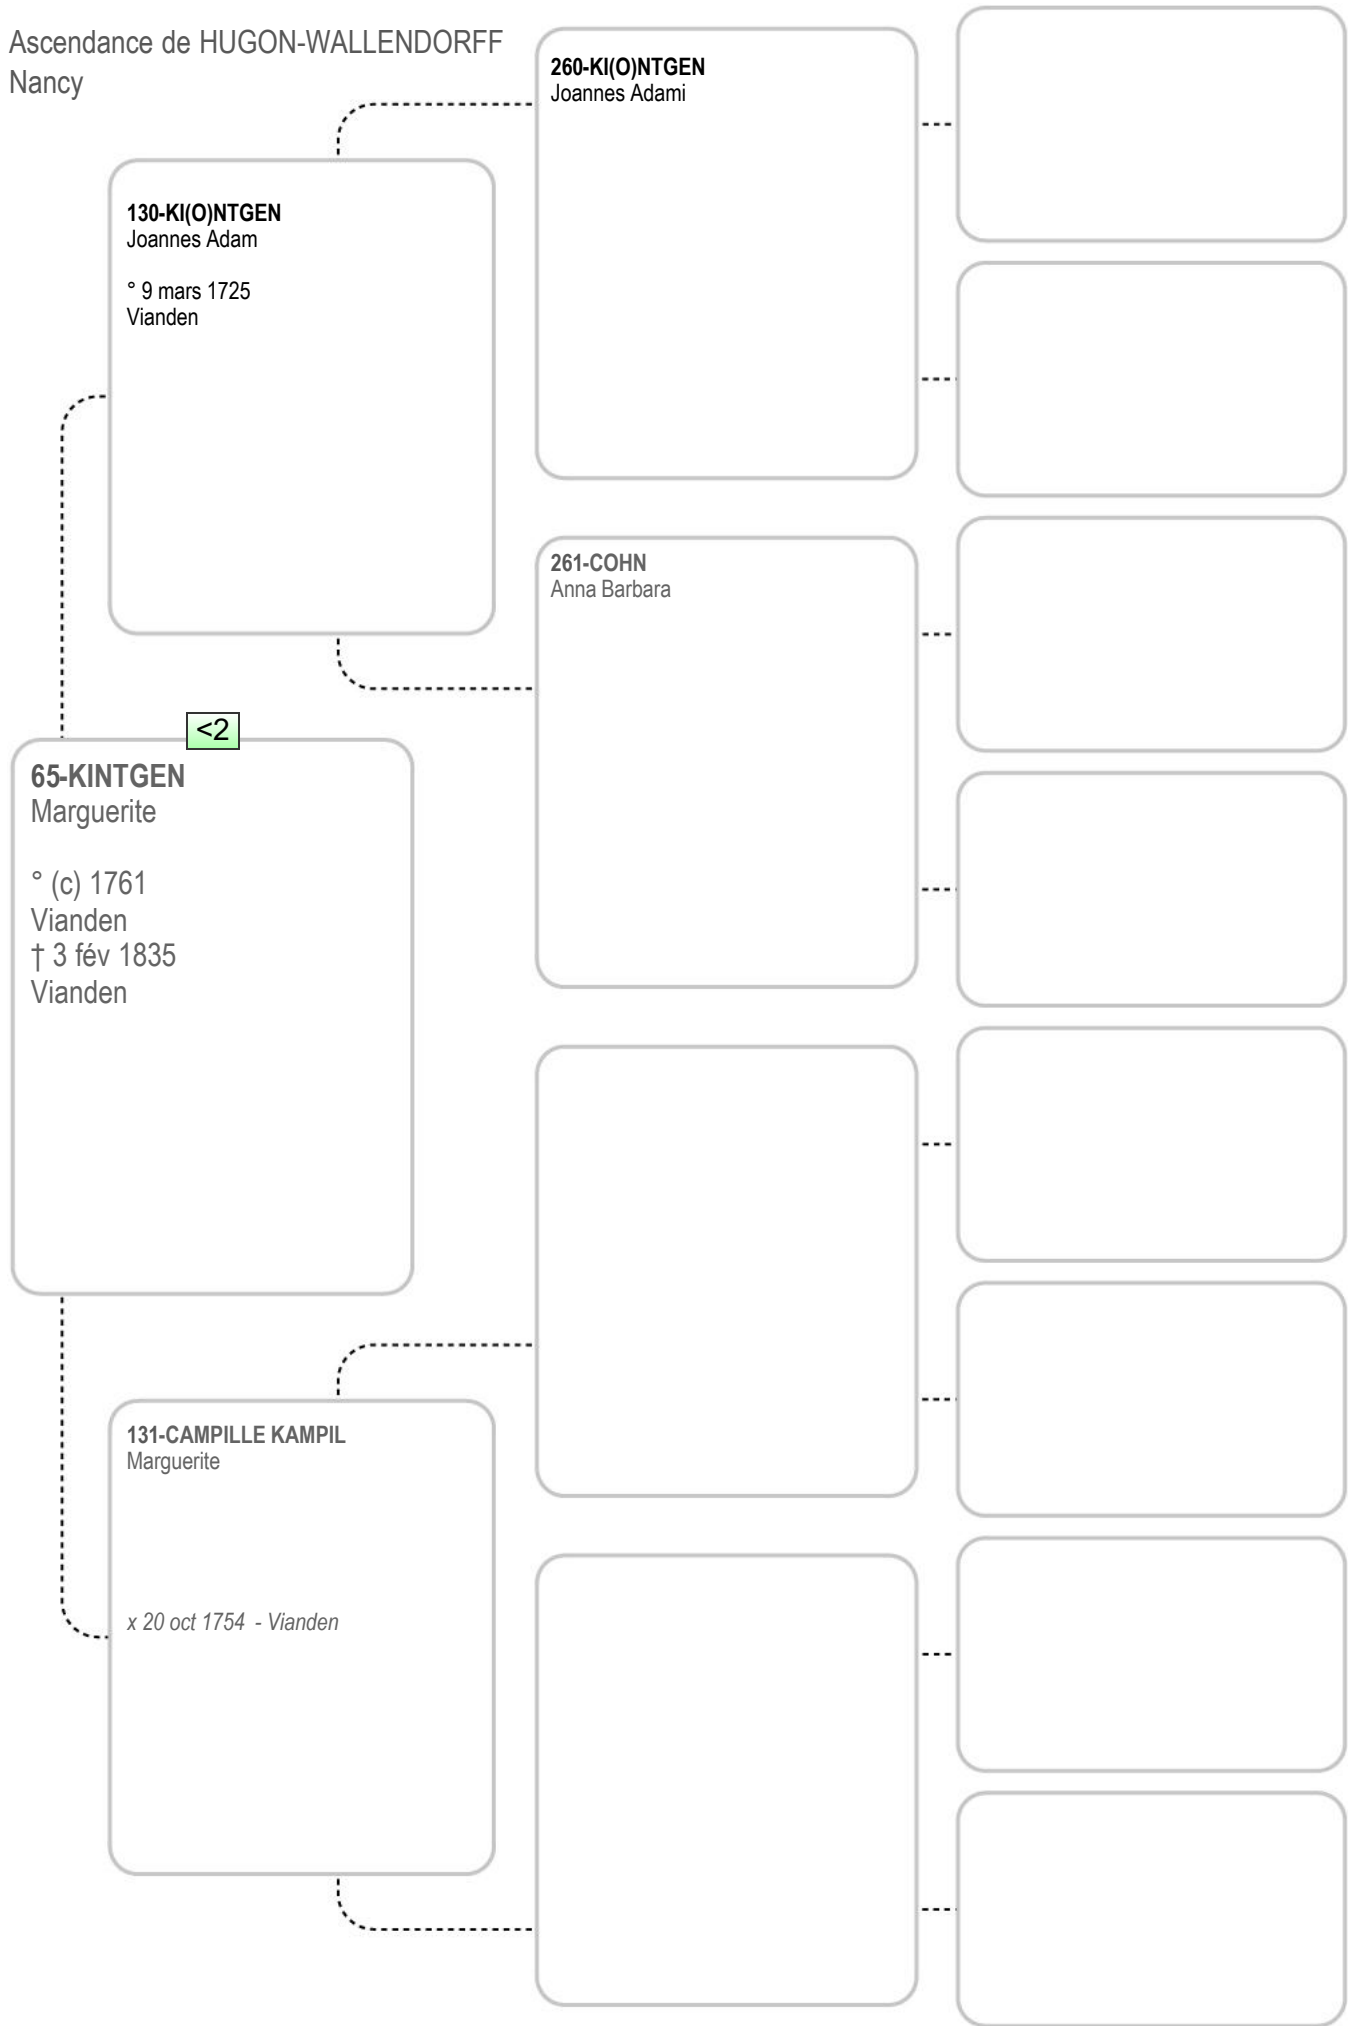 Ascendance de HUGON-WALLENDORFF
Nancy
260-KI(O)NTGEN
Joannes Adami
130-KI(O)NTGEN
Joannes Adam
° 9 mars 1725
Vianden
261-COHN
Anna Barbara
<2
65-KINTGEN
Marguerite
° (c) 1761
Vianden
† 3 fév 1835
Vianden
131-CAMPILLE KAMPIL
Marguerite
x 20 oct 1754 - Vianden